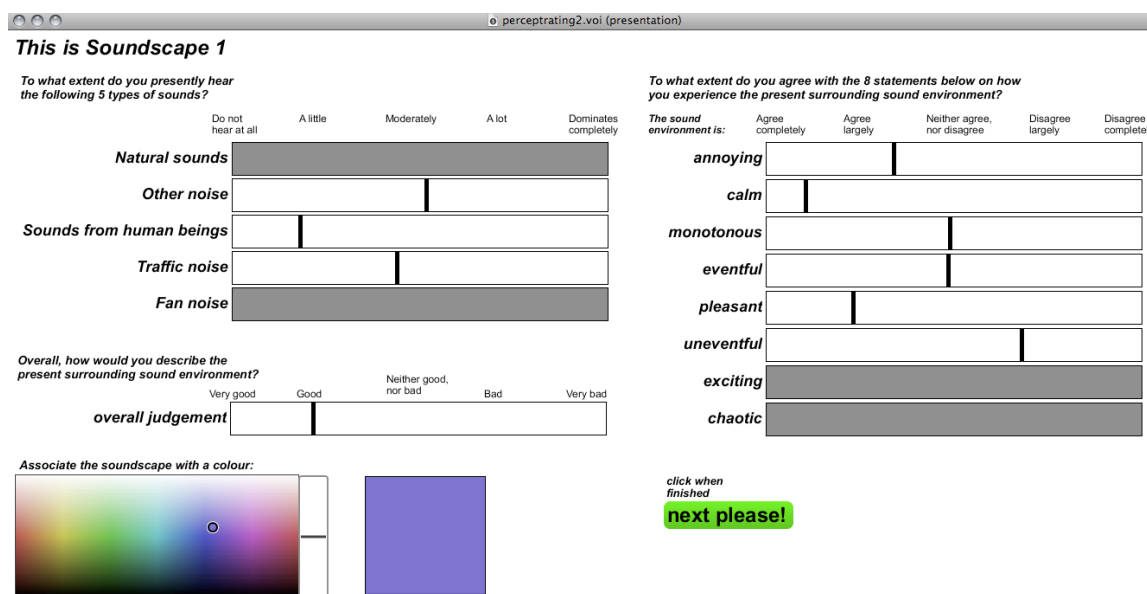 perceptrating2.voi (presentation)
This is Soundscape 1
To what extent do you presently hear
the following 5 types of sounds?
Do not
hear at all
A little
Moderately
A lot
Dominates
completely
Natural sounds
Other noise
Sounds from human beings
Traffic noise
Fan noise
Overall, how would you describe the
present surrounding sound environment?
Very good
Good
Neither good,
nor bad
Bad
Very bad
overall judgement
Associate the soundscape with a colour:
To what extent do you agree with the 8 statements below on how
you experience the present surrounding sound environment?
The sound
environment is:
Agree
completely
Agree
largely
Neither agree,
nor disagree
Disagree
largely
Disagree
complete
annoying
calm
monotonous
eventful
pleasant
uneventful
exciting
chaotic
click when
finished
next please!